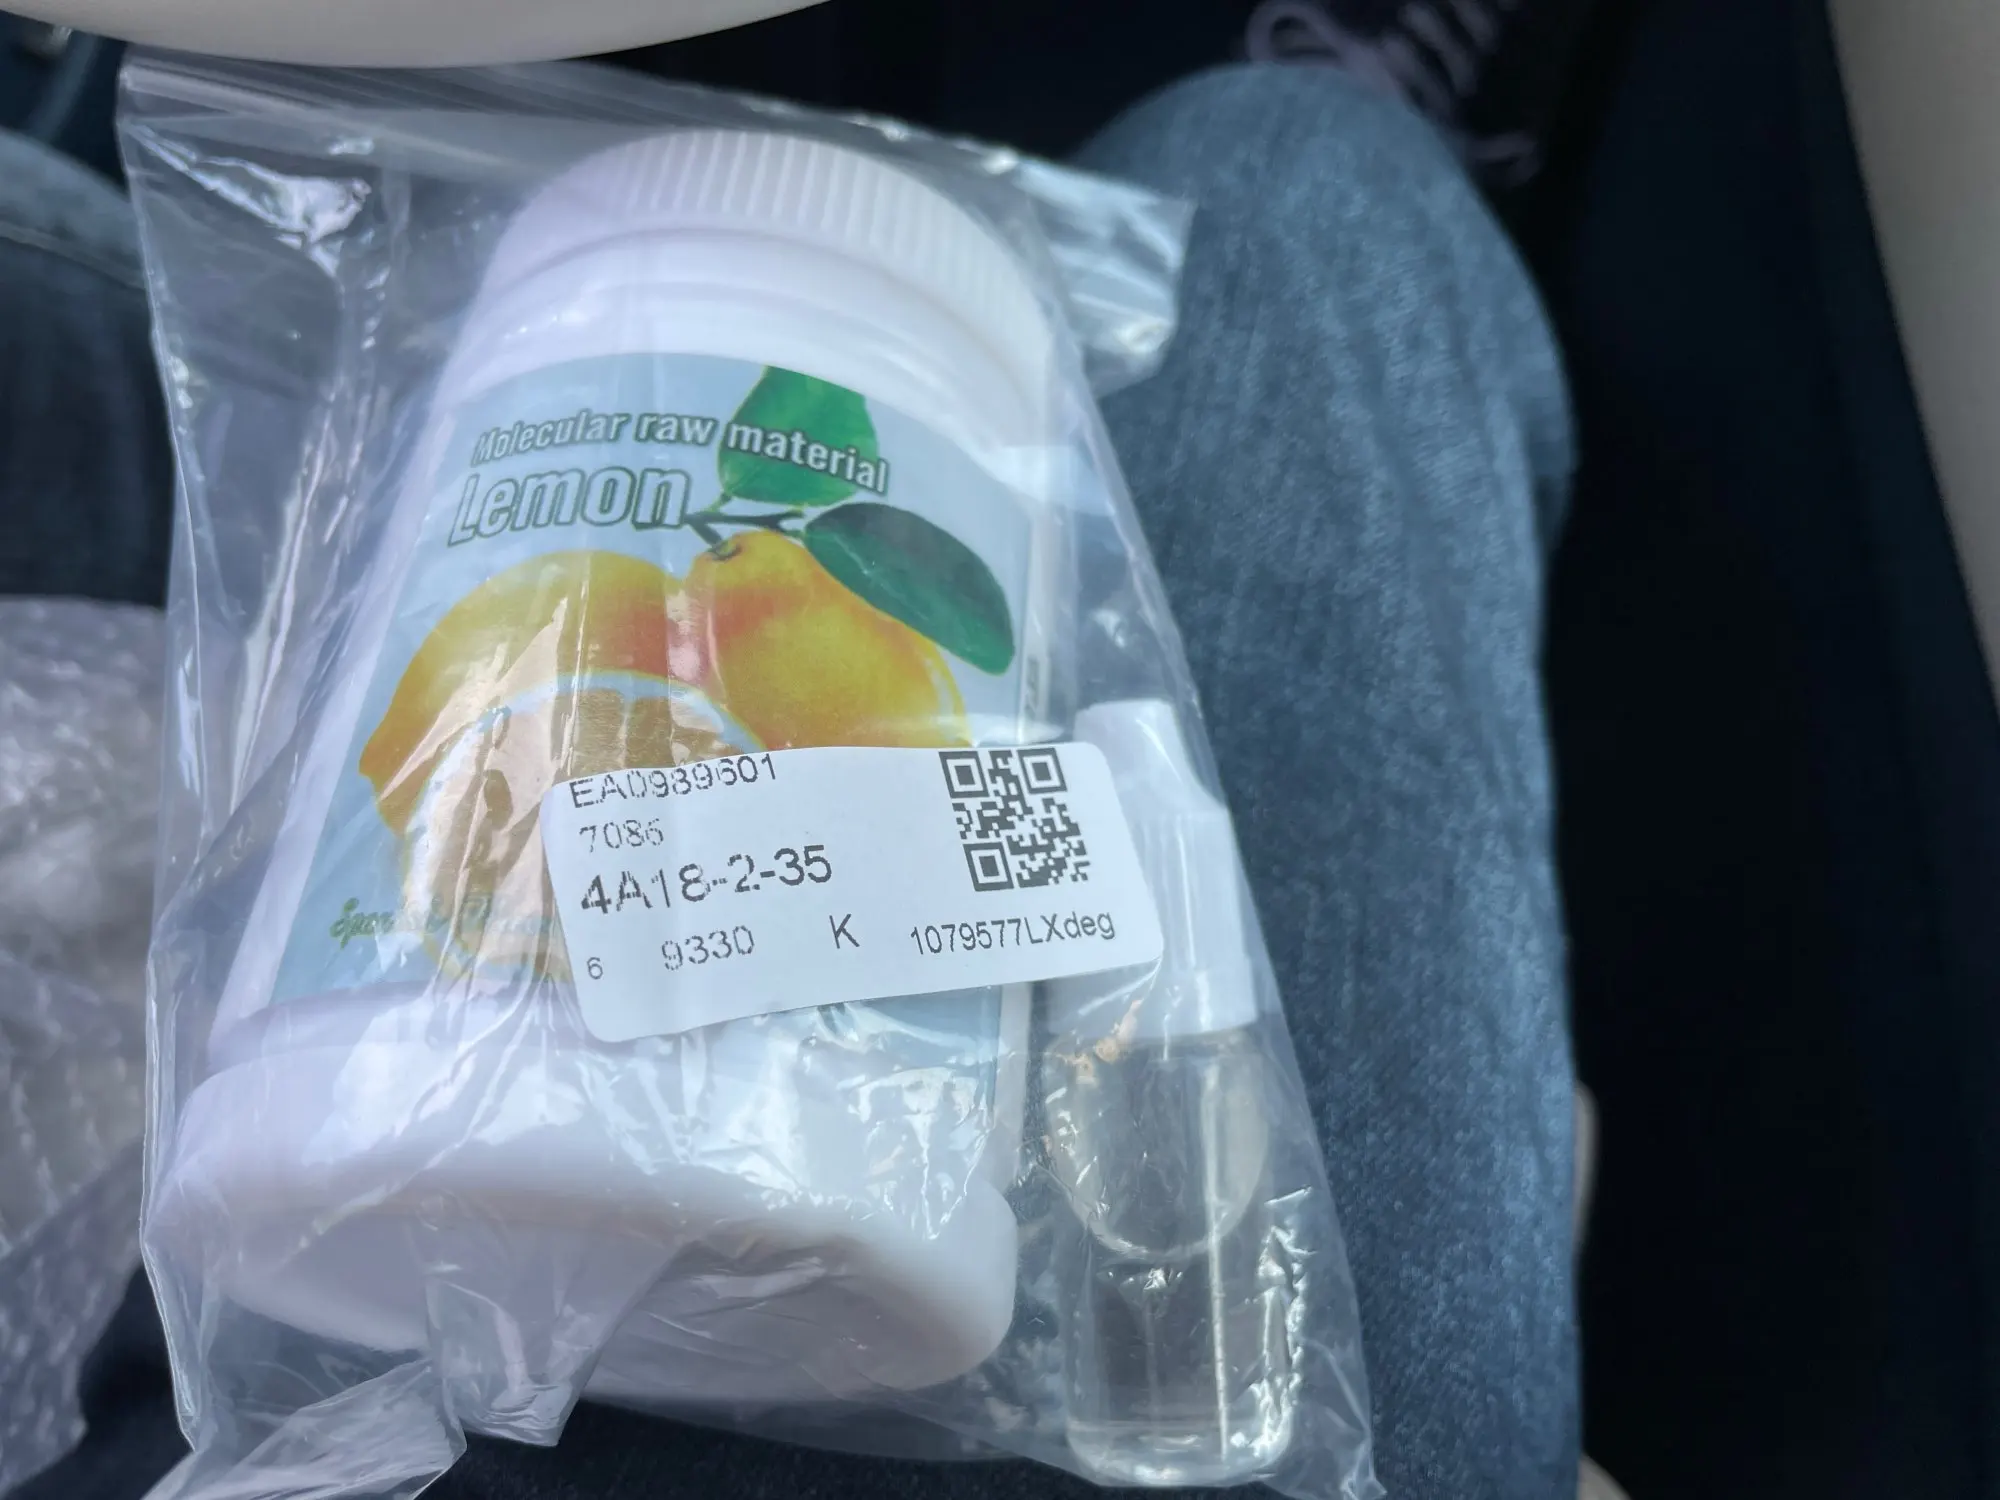 Molecular raw material
Lemon
EA0989601
7086
4A18-2-35
6 9330 K 1079577LXdeg